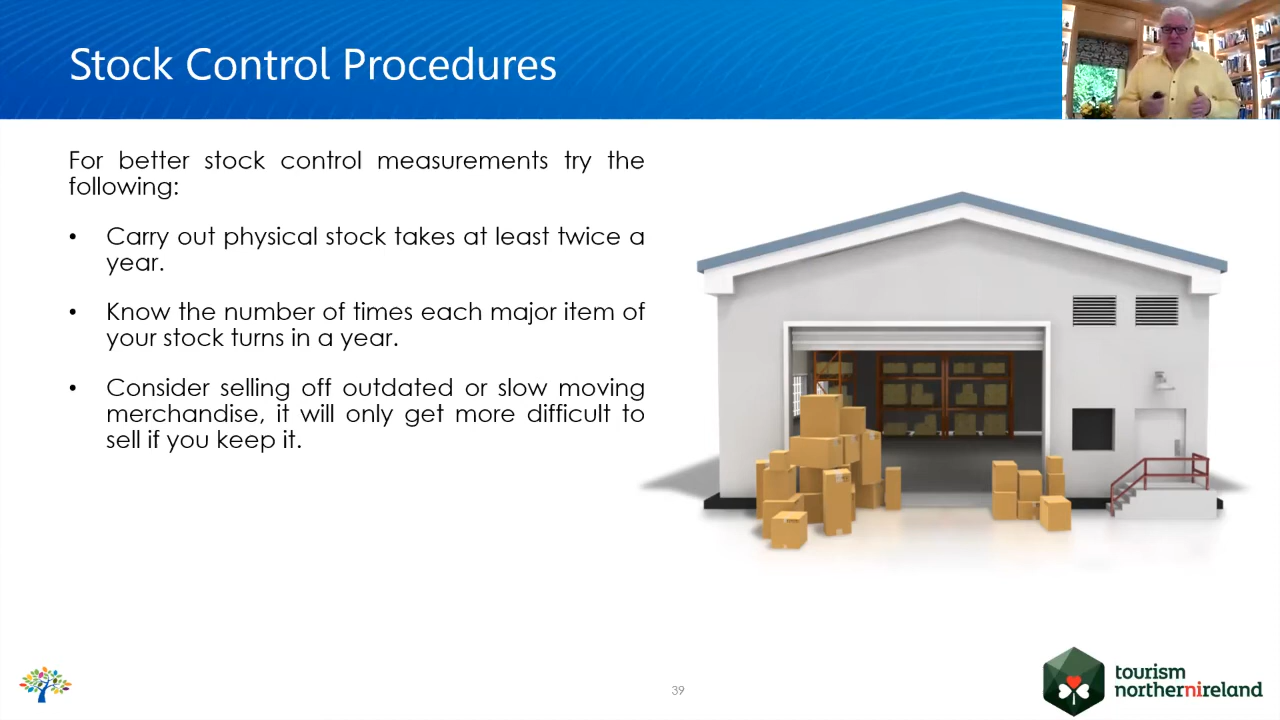 Stock Control Procedures
For better stock control measurements try the
following:
• Carry out physical stock takes at least twice a
year.
• Know the number of times each major item of
your stock turns in a year.
• Consider selling off outdated or slow moving
merchandise, it will only get more difficult to
sell if you keep it.
39
tourism
northernireland